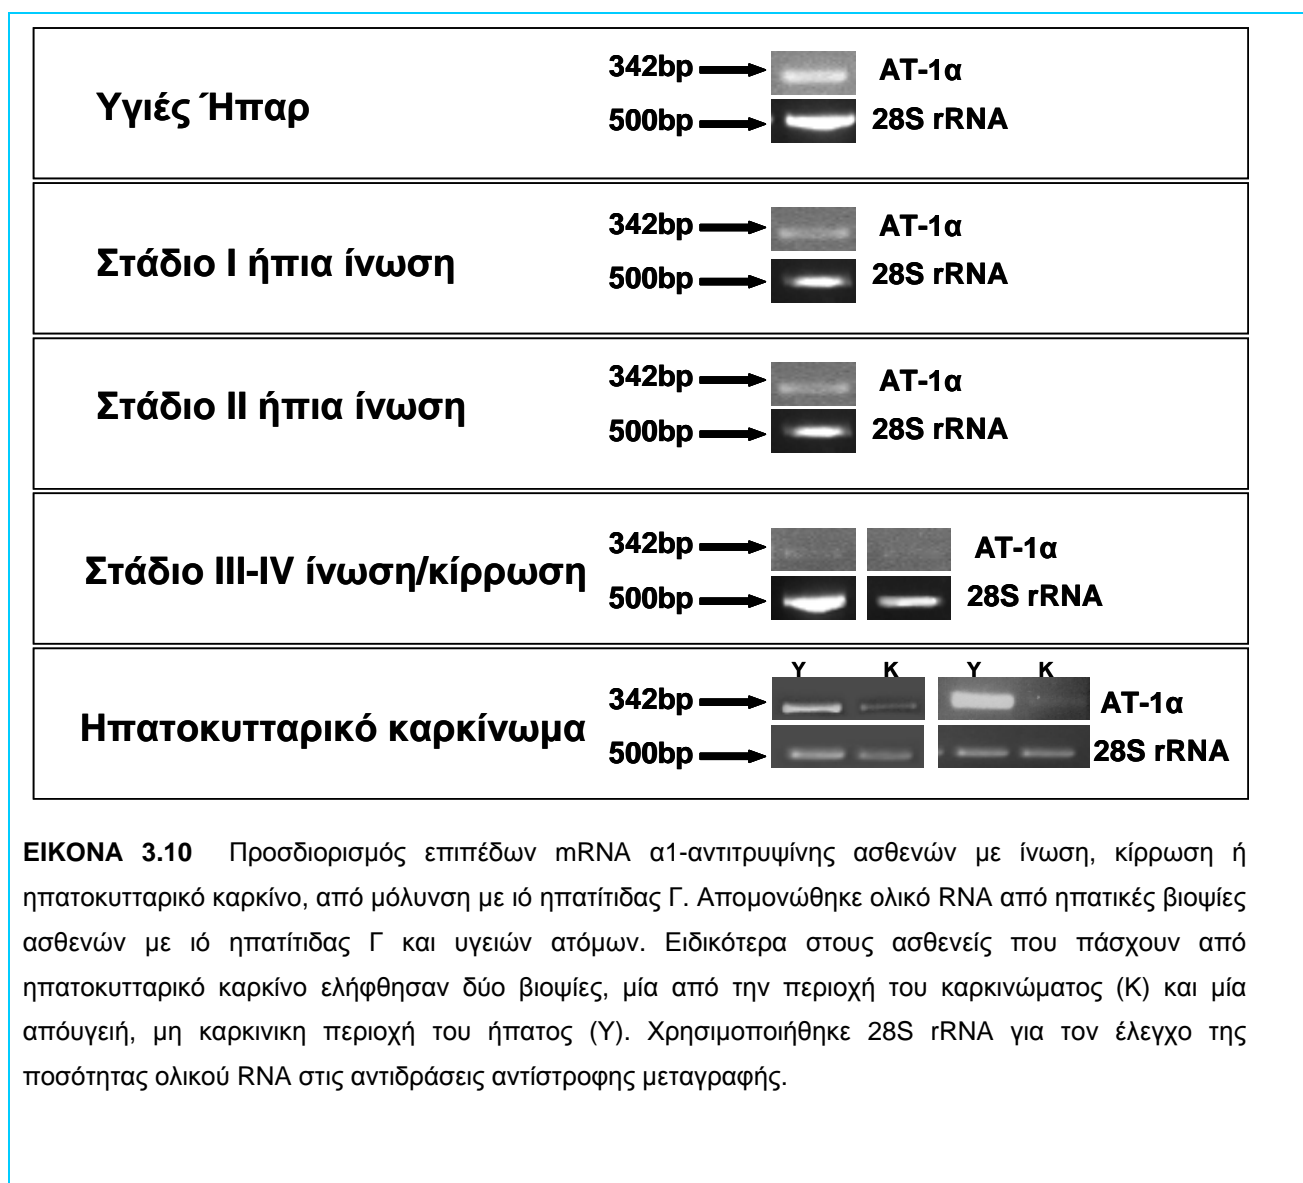 Υγιές Ήπαρ
342bp AT-1α
500bp 28S rRNA
Στάδιο I ήπια ίνωση
342bp AT-1α
500bp 28S rRNA
Στάδιο II ήπια ίνωση
342bp AT-1α
500bp 28S rRNA
Στάδιο III-IV ίνωση/κίρρωση
342bp AT-1α
500bp 28S rRNA
Ηπατοκυτταρικό καρκίνωμα
Υ Κ Υ Κ
342bp AT-1α
500bp 28S rRNA
ΕΙΚΟΝΑ 3.10 Προσδιορισμός επιπέδων mRNA α1-αντιτρυψίνης ασθενών με ίνωση, κίρρωση ή
ηπατοκυτταρικό καρκίνο, από μόλυνση με ιό ηπατίτιδας Γ. Απομονώθηκε ολικό RNA από ηπατικές βιοψίες
ασθενών με ιό ηπατίτιδας Γ και υγειών ατόμων. Ειδικότερα στους ασθενείς που πάσχουν από
ηπατοκυτταρικό καρκίνο ελήφθησαν δύο βιοψίες, μία από την περιοχή του καρκινώματος (Κ) και μία
απόυγειή, μη καρκινικη περιοχή του ήπατος (Υ). Χρησιμοποιήθηκε 28S rRNA για τον έλεγχο της
ποσότητας ολικού RNA στις αντιδράσεις αντίστροφης μεταγραφής.